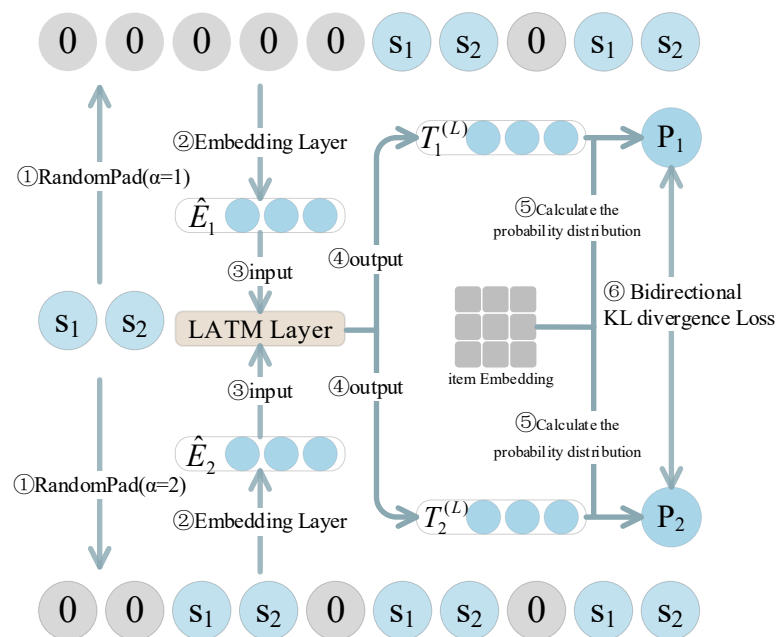 0 0 0 0 0 s₁ s₂ 0 s₁ s₂
②Embedding Layer
T₁⁽ᴸ⁾
P₁
①RandomPad(α=1)
Ê₁
⑤Calculate the
probability distribution
③input
④output
s₁ s₂
LATM Layer
⑥ Bidirectional
KL divergence Loss
item Embedding
③input
④output
⑤Calculate the
probability distribution
Ê₂
①RandomPad(α=2)
②Embedding Layer
T₂⁽ᴸ⁾
P₂
0 0 s₁ s₂ 0 s₁ s₂ 0 s₁ s₂